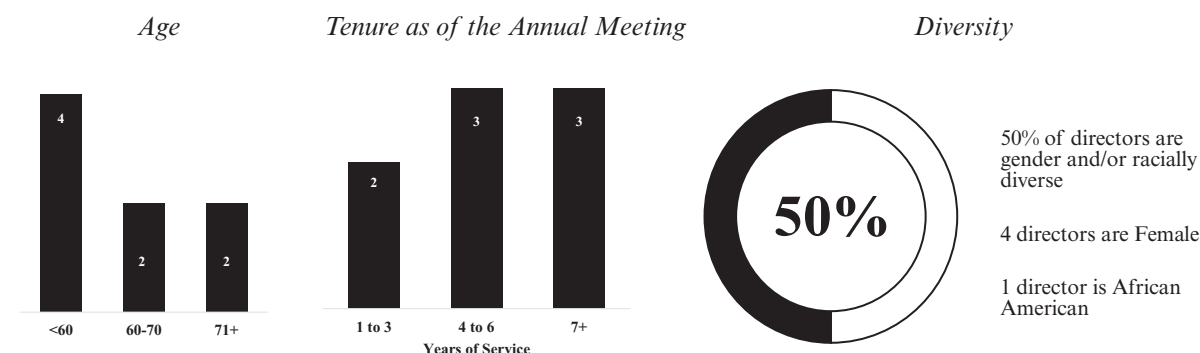 Age
4
2
2
<60
60-70
71+
Tenure as of the Annual Meeting
2
3
3
1 to 3
4 to 6
7+
Years of Service
Diversity
50%
50% of directors are
gender and/or racially
diverse
4 directors are Female
1 director is African
American